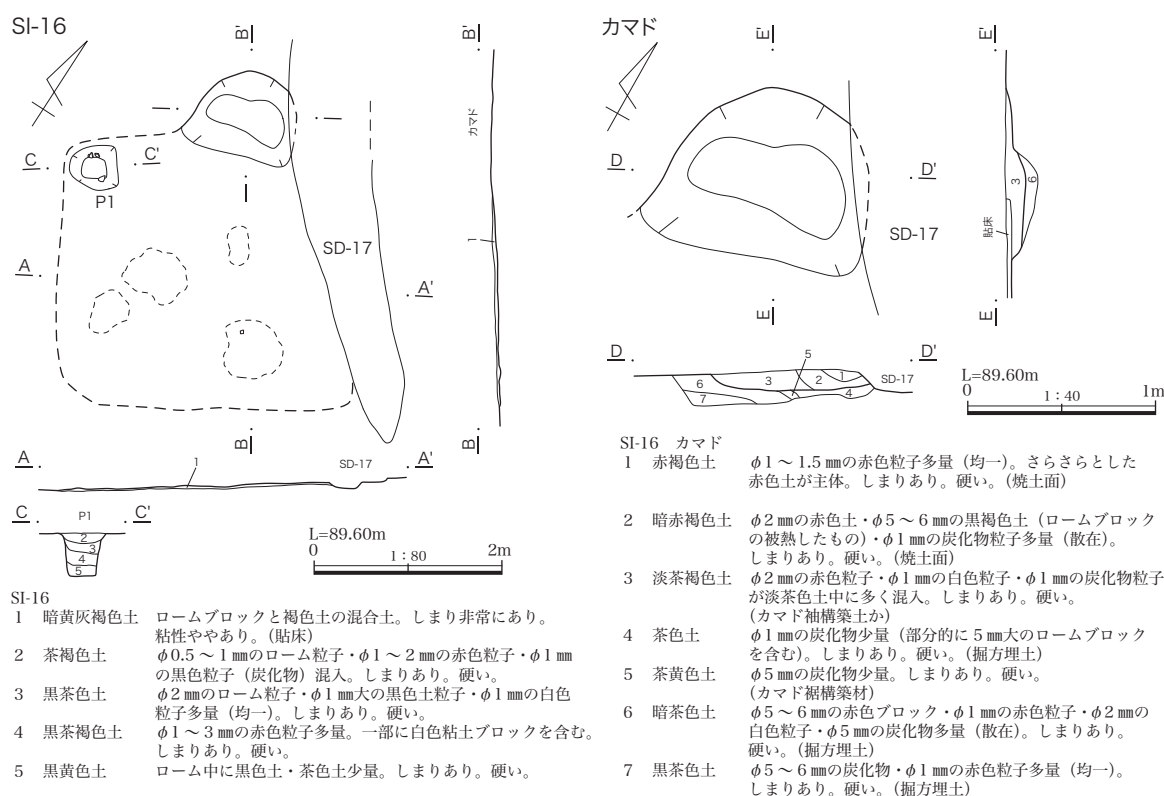 SI-16
B'
B'
C
C'
P1
カマド
SD-17
A
A'
1
B
B
A
1
SD-17
A'
C
P1
C'
2
3
4
5
L=89.60m
0
1：80
2m
SI-16
1 暗黄灰褐色土 ロームブロックと褐色土の混合土。しまり非常にあり。
粘性ややあり。（貼床）
2 茶褐色土 φ0.5～1㎜のローム粒子・φ1～2㎜の赤色粒子・φ1㎜
の黒色粒子（炭化物）混入。しまりあり。硬い。
3 黒茶色土 φ2㎜のローム粒子・φ1㎜大の黒色土粒子・φ1㎜の白色
粒子多量（均一）。しまりあり。硬い。
4 黒茶褐色土 φ1～3㎜の赤色粒子多量。一部に白色粘土ブロックを含む。
しまりあり。硬い。
5 黒黄色土 ローム中に黒色土・茶色土少量。しまりあり。硬い。
カマド
E'
E'
D
D'
SD-17
3
6
貼床
E
E
D
5
D'
6
3
2
1
7
7
4
SD-17
L=89.60m
0
1：40
1m
SI-16 カマド
1 赤褐色土 φ1～1.5㎜の赤色粒子多量（均一）。さらさらとした
赤色土が主体。しまりあり。硬い。（焼土面）
2 暗赤褐色土 φ2㎜の赤色土・φ5～6㎜の黒褐色土（ロームブロック
の被熱したもの）・φ1㎜の炭化物粒子多量（散在）。
しまりあり。硬い。（焼土面）
3 淡茶褐色土 φ2㎜の赤色粒子・φ1㎜の白色粒子・φ1㎜の炭化物粒子
が淡茶色土中に多く混入。しまりあり。硬い。
（カマド袖構築土か）
4 茶色土 φ1㎜の炭化物少量（部分的に5㎜大のロームブロック
を含む）。しまりあり。硬い。（掘方埋土）
5 茶黄色土 φ5㎜の炭化物少量。しまりあり。硬い。
（カマド裾構築材）
6 暗茶色土 φ5～6㎜の赤色ブロック・φ1㎜の赤色粒子・φ2㎜の
白色粒子・φ5㎜の炭化物多量（散在）。しまりあり。
硬い。（掘方埋土）
7 黒茶色土 φ5～6㎜の炭化物・φ1㎜の赤色粒子多量（均一）。
しまりあり。硬い。（掘方埋土）